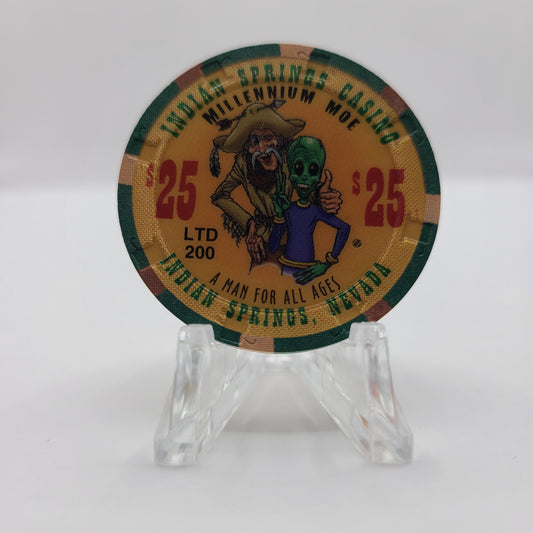 INDIAN SPRINGS CASINO
MILLENNIUM MOE
$25
$25
LTD
200
A MAN FOR ALL AGES
INDIAN SPRINGS, NEVADA